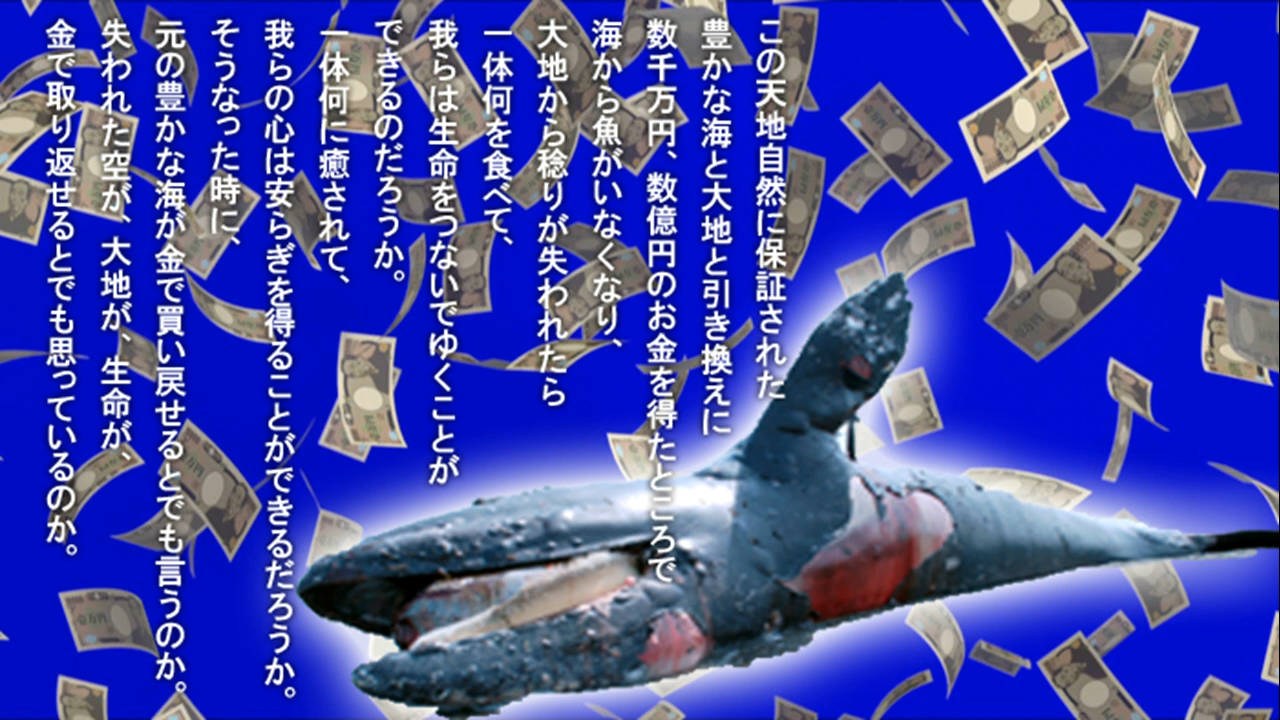 この天地自然に保証された
豊かな海と大地と引き換えに
数千万円、数億円のお金を得たところで
海から魚がいなくなり、
大地から稔りが失われたら
一体何を食べて、
我らは生命をつないでゆくことが
できるのだろうか。
一体何に癒されて、
我らの心は安らぎを得ることができるだろうか。
そうなった時に、
元の豊かな海が金で買い戻せるとでも言うのか。
失われた空が、大地が、生命が、
金で取り返せるとでも思っているのか。